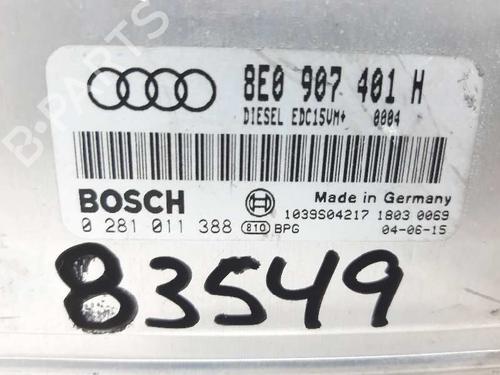 8E0 907 401 H
DIESEL EDC15VM+ 0004
BOSCH
Made in Germany
1039S04217 1803 0069
0 281 011 388 810 BPG
04-06-15
83549
B-PARTS